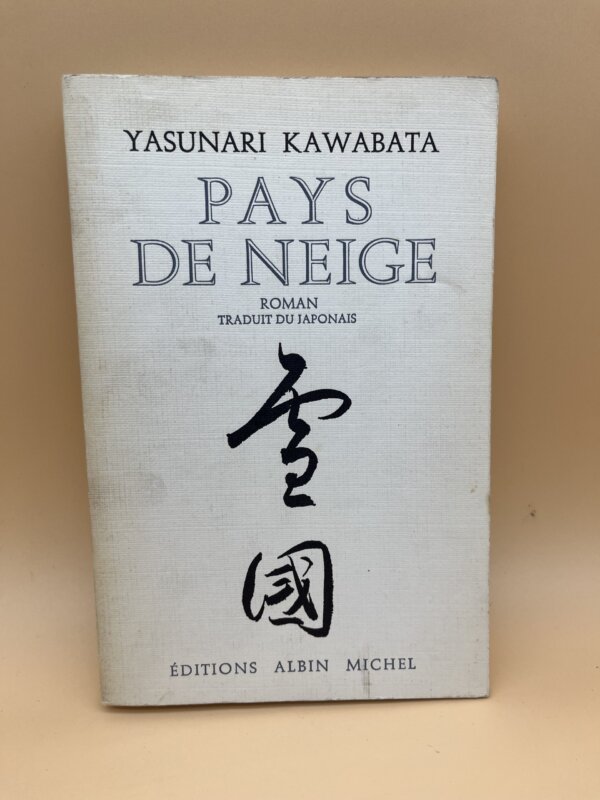 YASUNARI KAWABATA
PAYS
DE NEIGE
ROMAN
TRADUIT DU JAPONAIS
雪
國
ÉDITIONS ALBIN MICHEL